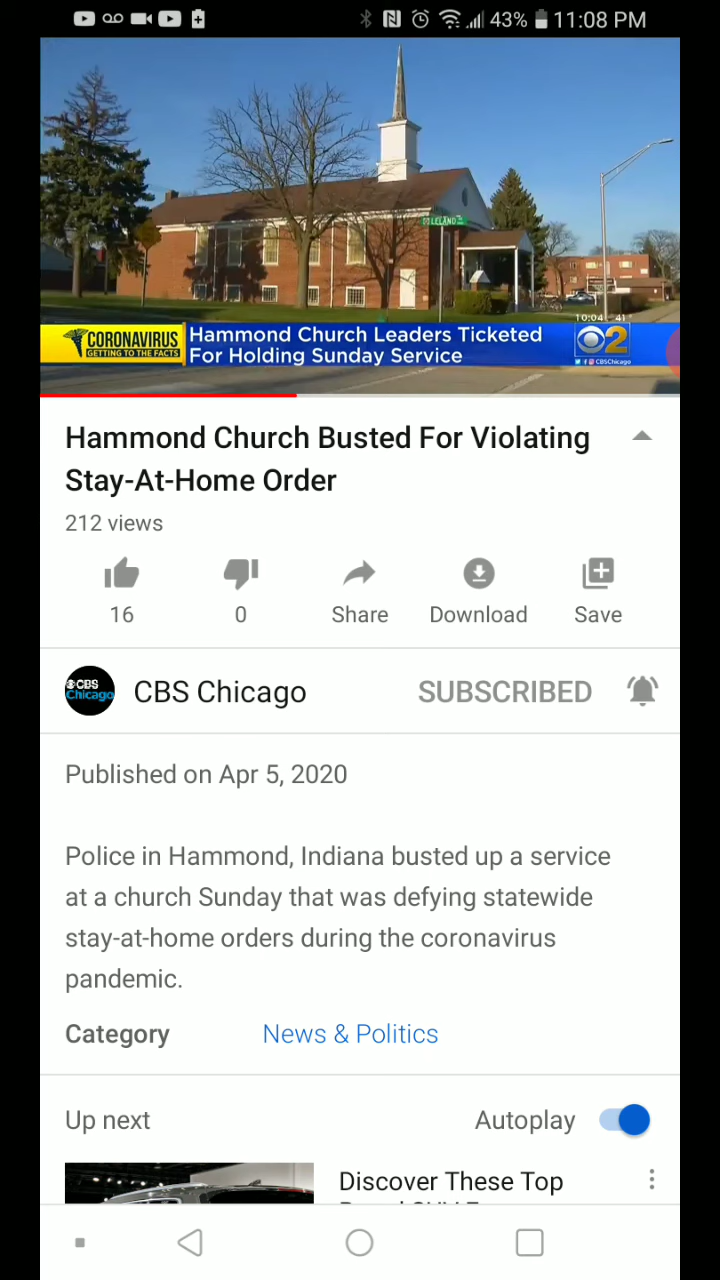 43% 11:08 PM
LELAND
10:04 41°
CORONAVIRUS
GETTING TO THE FACTS
Hammond Church Leaders Ticketed
For Holding Sunday Service
2
CBSChicago
Hammond Church Busted For Violating
Stay-At-Home Order
212 views
16
0
Share
Download
Save
CBS
Chicago
CBS Chicago
SUBSCRIBED
Published on Apr 5, 2020
Police in Hammond, Indiana busted up a service
at a church Sunday that was defying statewide
stay-at-home orders during the coronavirus
pandemic.
Category
News & Politics
Up next
Autoplay
Discover These Top